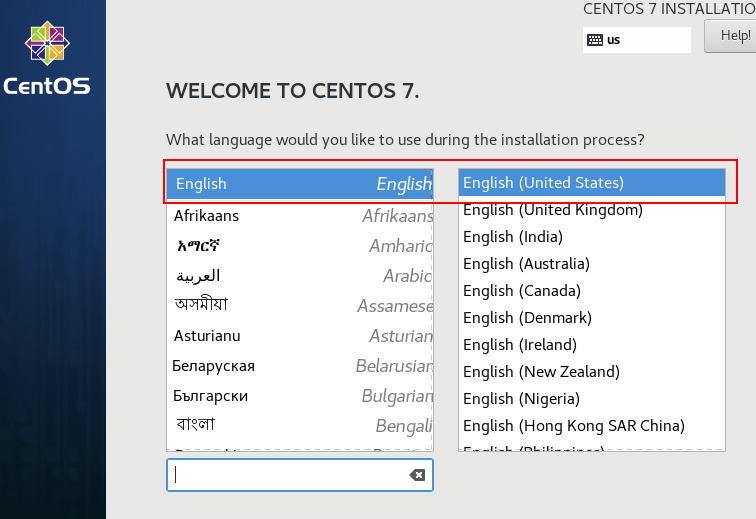 CENTOS 7 INSTALLATIO
us
Help!
CentOS
WELCOME TO CENTOS 7.
What language would you like to use during the installation process?
English English
Afrikaans Afrikaans
አማርኛ Amharic
العربية Arabic
অসমীয়া Assamese
Asturianu Asturian
Беларуская Belarusian
Български Bulgarian
বাংলা Bengali
English (United States)
English (United Kingdom)
English (India)
English (Australia)
English (Canada)
English (Denmark)
English (Ireland)
English (New Zealand)
English (Nigeria)
English (Hong Kong SAR China)
English (Philippines)